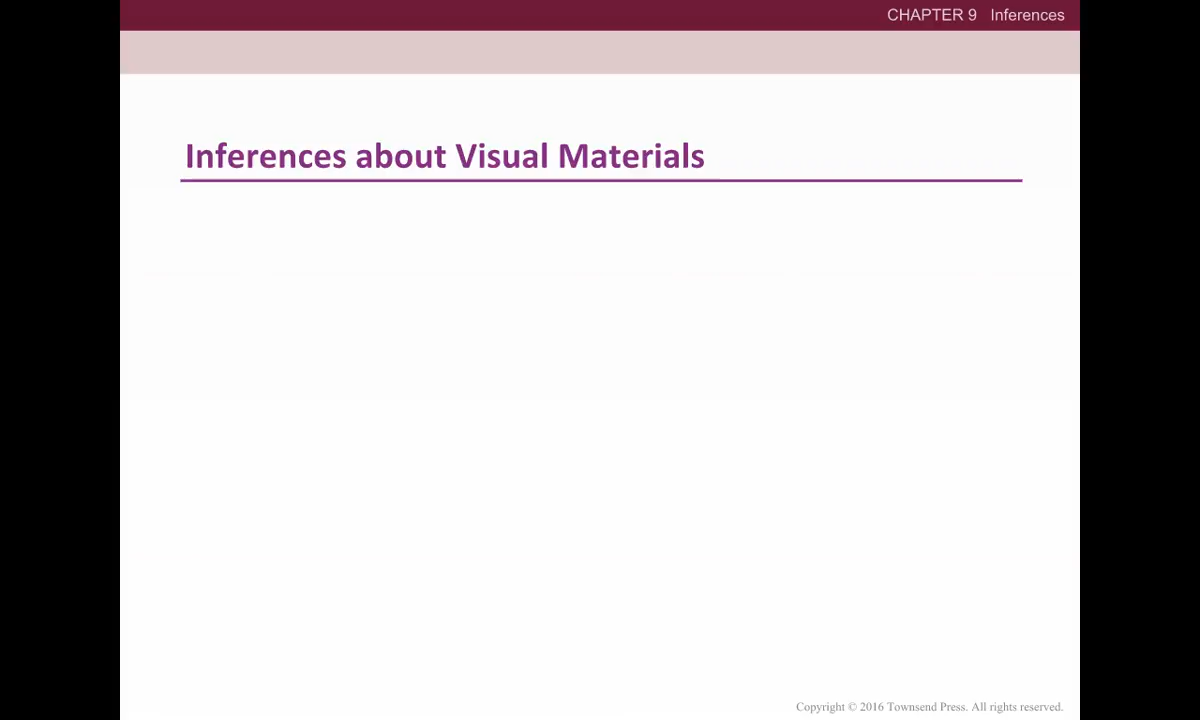 CHAPTER 9 Inferences
Inferences about Visual Materials
Copyright © 2016 Townsend Press. All rights reserved.